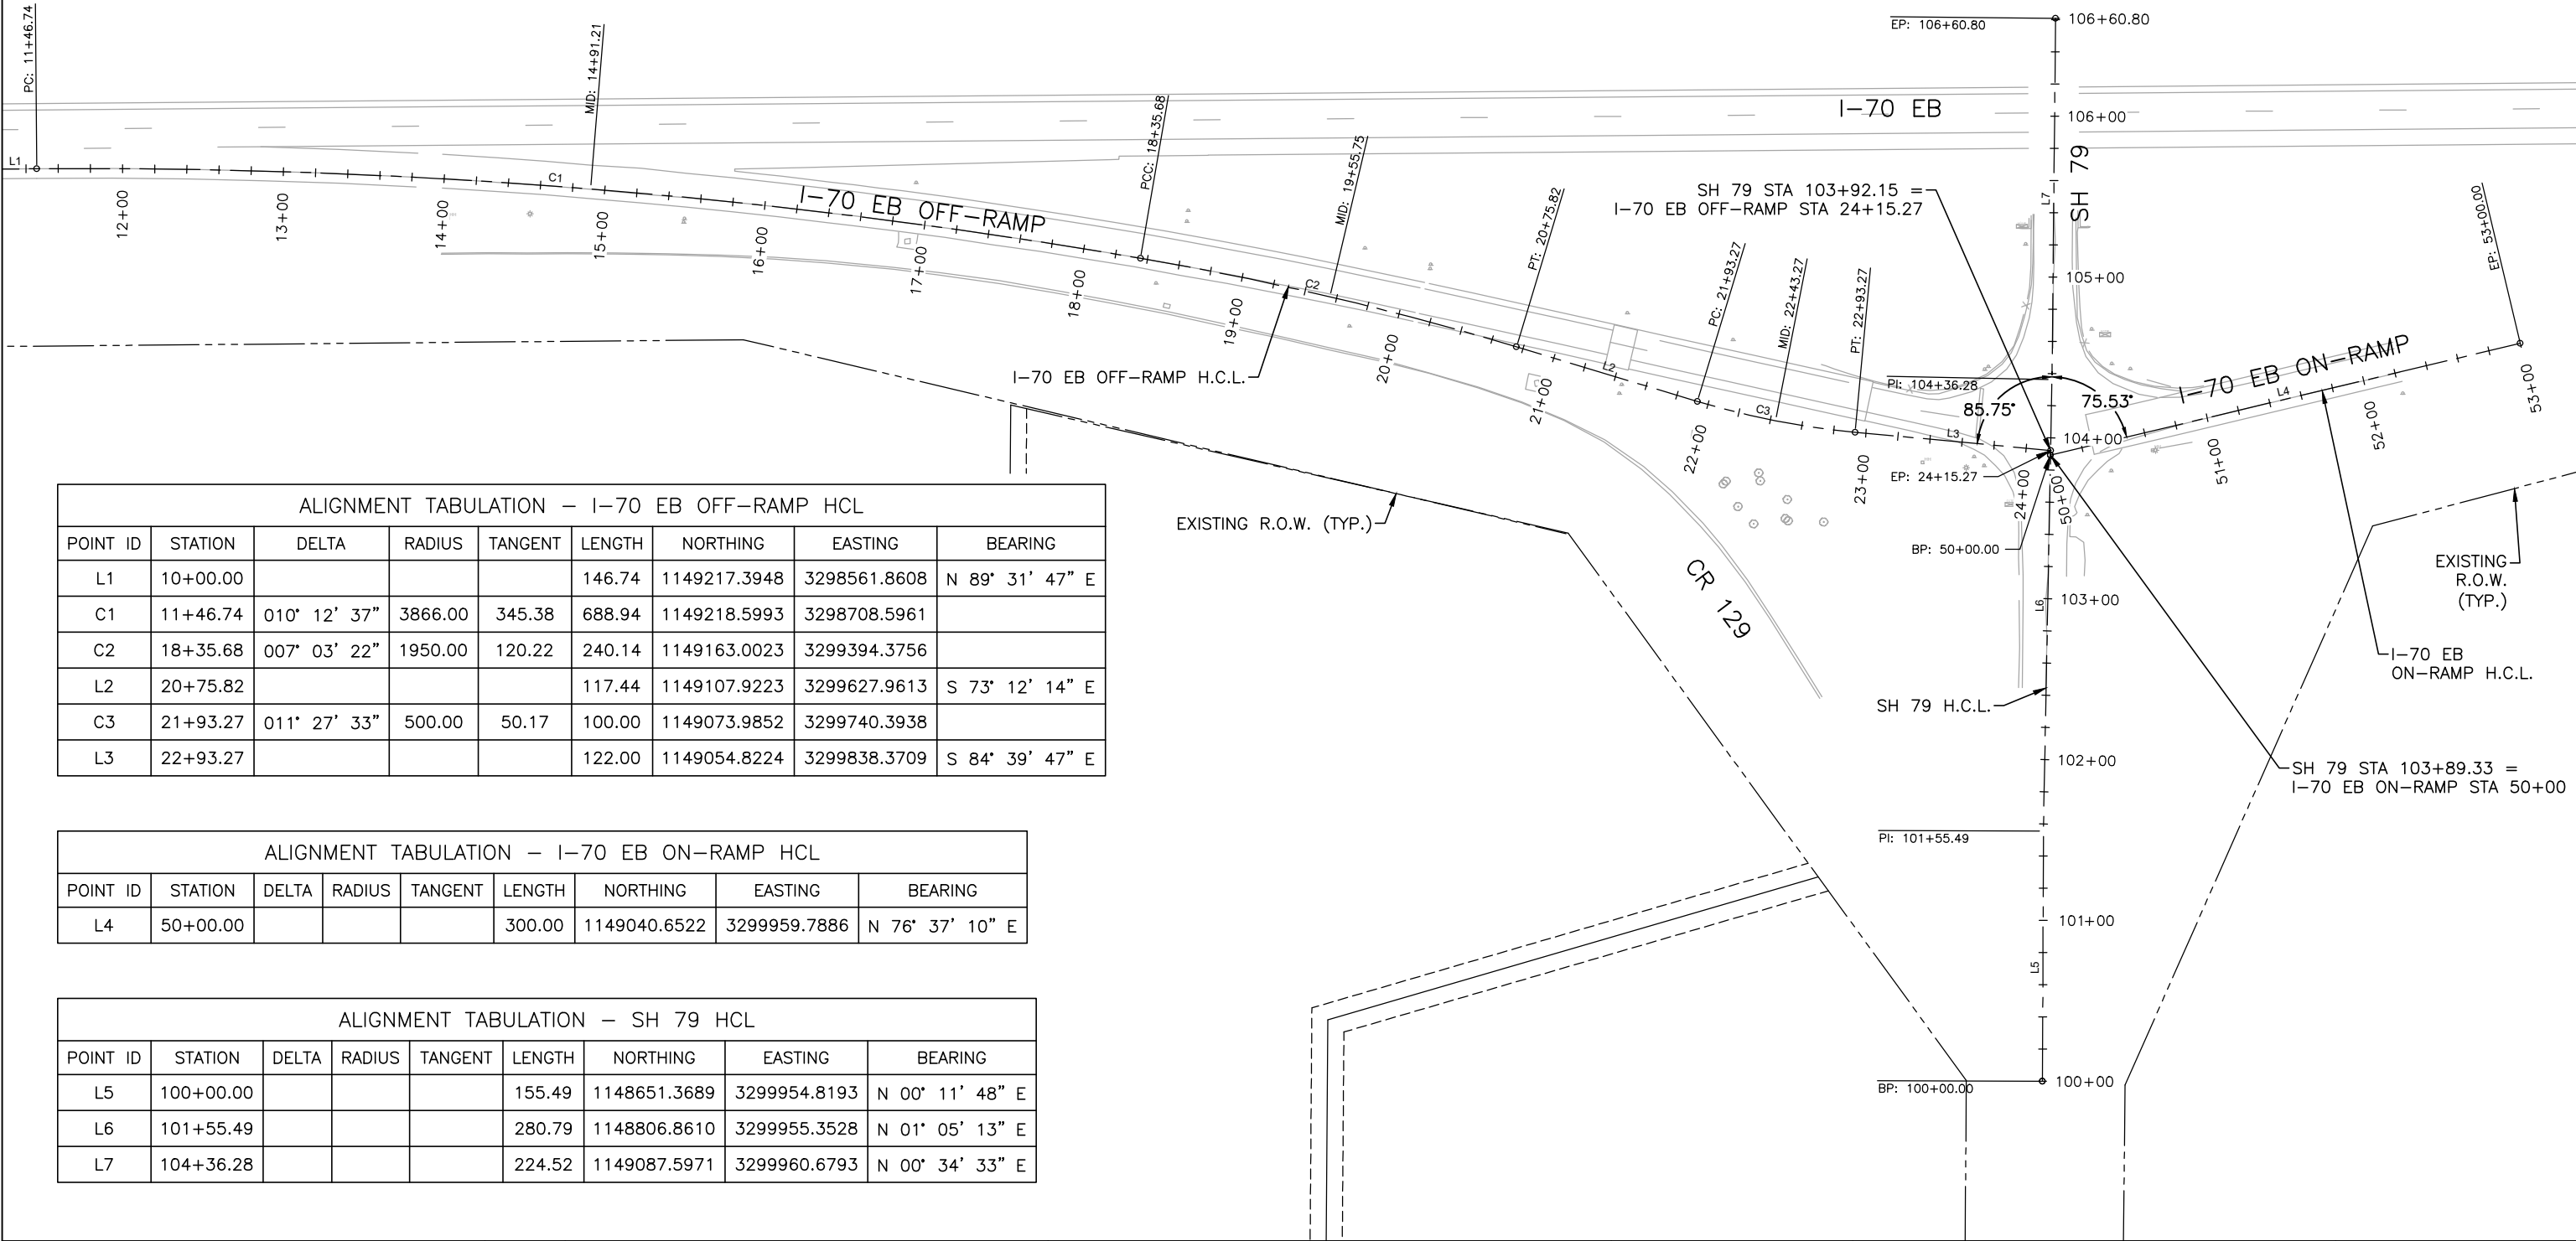 PC: 11+46.74
MID: 14+91.21
PCC: 18+35.68
MID: 19+55.75
PT: 20+75.82
PC: 21+93.27
MID: 22+43.27
PT: 22+93.27
EP: 106+60.80
106+60.80
I-70 EB
106+00
SH 79
L7
SH 79 STA 103+92.15 =
I-70 EB OFF-RAMP STA 24+15.27
EP: 53+00.00
L1
C1
I-70 EB OFF-RAMP
12+00
13+00
14+00
15+00
16+00
17+00
18+00
19+00
20+00
21+00
22+00
23+00
24+00
50+00
51+00
52+00
53+00
C2
L2
C3
L3
L4
105+00
I-70 EB ON-RAMP
PI: 104+36.28
85.75°
75.53°
104+00
I-70 EB OFF-RAMP H.C.L.
EP: 24+15.27
BP: 50+00.00
EXISTING R.O.W. (TYP.)
CR 129
EXISTING
R.O.W.
(TYP.)
L6
103+00
I-70 EB
ON-RAMP H.C.L.
SH 79 H.C.L.
102+00
SH 79 STA 103+89.33 =
I-70 EB ON-RAMP STA 50+00
PI: 101+55.49
101+00
L5
BP: 100+00.00
100+00
ALIGNMENT TABULATION - I-70 EB OFF-RAMP HCL
POINT ID STATION DELTA RADIUS TANGENT LENGTH NORTHING EASTING BEARING
L1 10+00.00 146.74 1149217.3948 3298561.8608 N 89° 31' 47" E
C1 11+46.74 010° 12' 37" 3866.00 345.38 688.94 1149218.5993 3298708.5961
C2 18+35.68 007° 03' 22" 1950.00 120.22 240.14 1149163.0023 3299394.3756
L2 20+75.82 117.44 1149107.9223 3299627.9613 S 73° 12' 14" E
C3 21+93.27 011° 27' 33" 500.00 50.17 100.00 1149073.9852 3299740.3938
L3 22+93.27 122.00 1149054.8224 3299838.3709 S 84° 39' 47" E
ALIGNMENT TABULATION - I-70 EB ON-RAMP HCL
POINT ID STATION DELTA RADIUS TANGENT LENGTH NORTHING EASTING BEARING
L4 50+00.00 300.00 1149040.6522 3299959.7886 N 76° 37' 10" E
ALIGNMENT TABULATION - SH 79 HCL
POINT ID STATION DELTA RADIUS TANGENT LENGTH NORTHING EASTING BEARING
L5 100+00.00 155.49 1148651.3689 3299954.8193 N 00° 11' 48" E
L6 101+55.49 280.79 1148806.8610 3299955.3528 N 01° 05' 13" E
L7 104+36.28 224.52 1149087.5971 3299960.6793 N 00° 34' 33" E